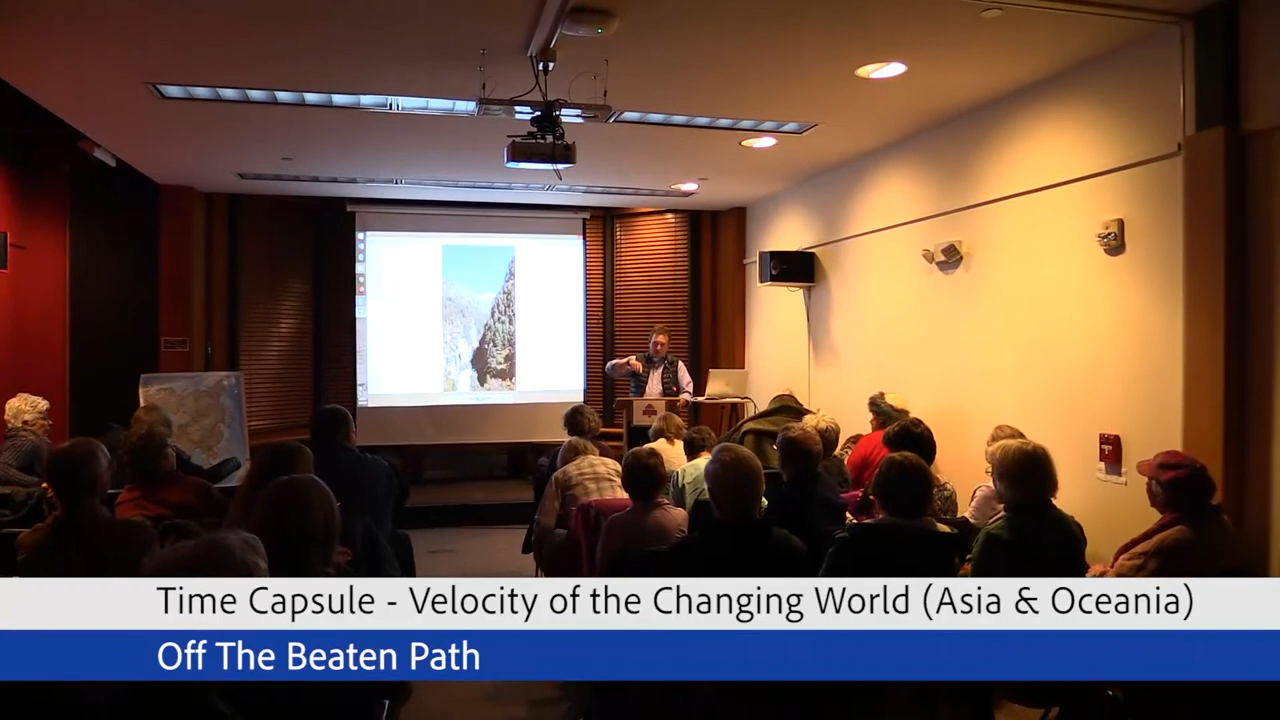 Time Capsule - Velocity of the Changing World (Asia & Oceania)
Off The Beaten Path